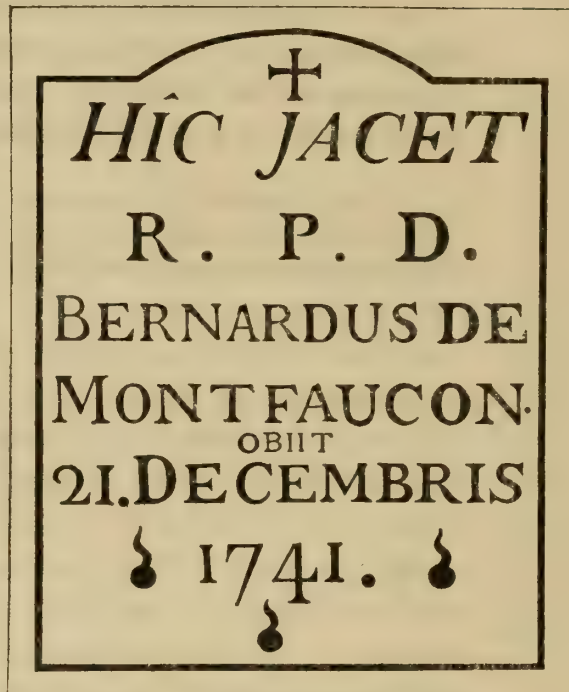 HÎC JACET
R. P. D.
BERNARDUS DE
MONTFAUCON.
OBIIT
21. DECEMBRIS
1741.